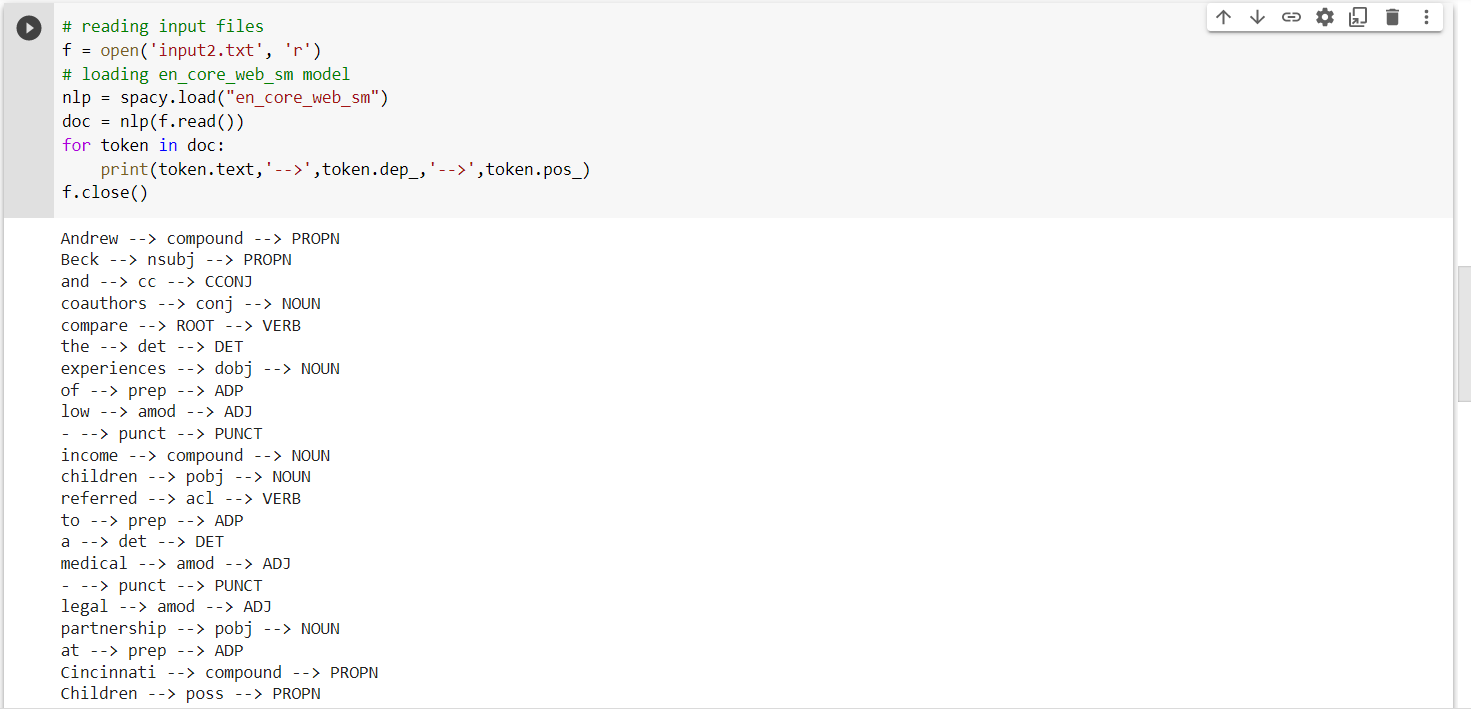 # reading input files
f = open('input2.txt', 'r')
# loading en_core_web_sm model
nlp = spacy.load("en_core_web_sm")
doc = nlp(f.read())
for token in doc:
    print(token.text,'-->',token.dep_,'-->',token.pos_)
f.close()
Andrew --> compound --> PROPN
Beck --> nsubj --> PROPN
and --> cc --> CCONJ
coauthors --> conj --> NOUN
compare --> ROOT --> VERB
the --> det --> DET
experiences --> dobj --> NOUN
of --> prep --> ADP
low --> amod --> ADJ
- --> punct --> PUNCT
income --> compound --> NOUN
children --> pobj --> NOUN
referred --> acl --> VERB
to --> prep --> ADP
a --> det --> DET
medical --> amod --> ADJ
- --> punct --> PUNCT
legal --> amod --> ADJ
partnership --> pobj --> NOUN
at --> prep --> ADP
Cincinnati --> compound --> PROPN
Children --> poss --> PROPN